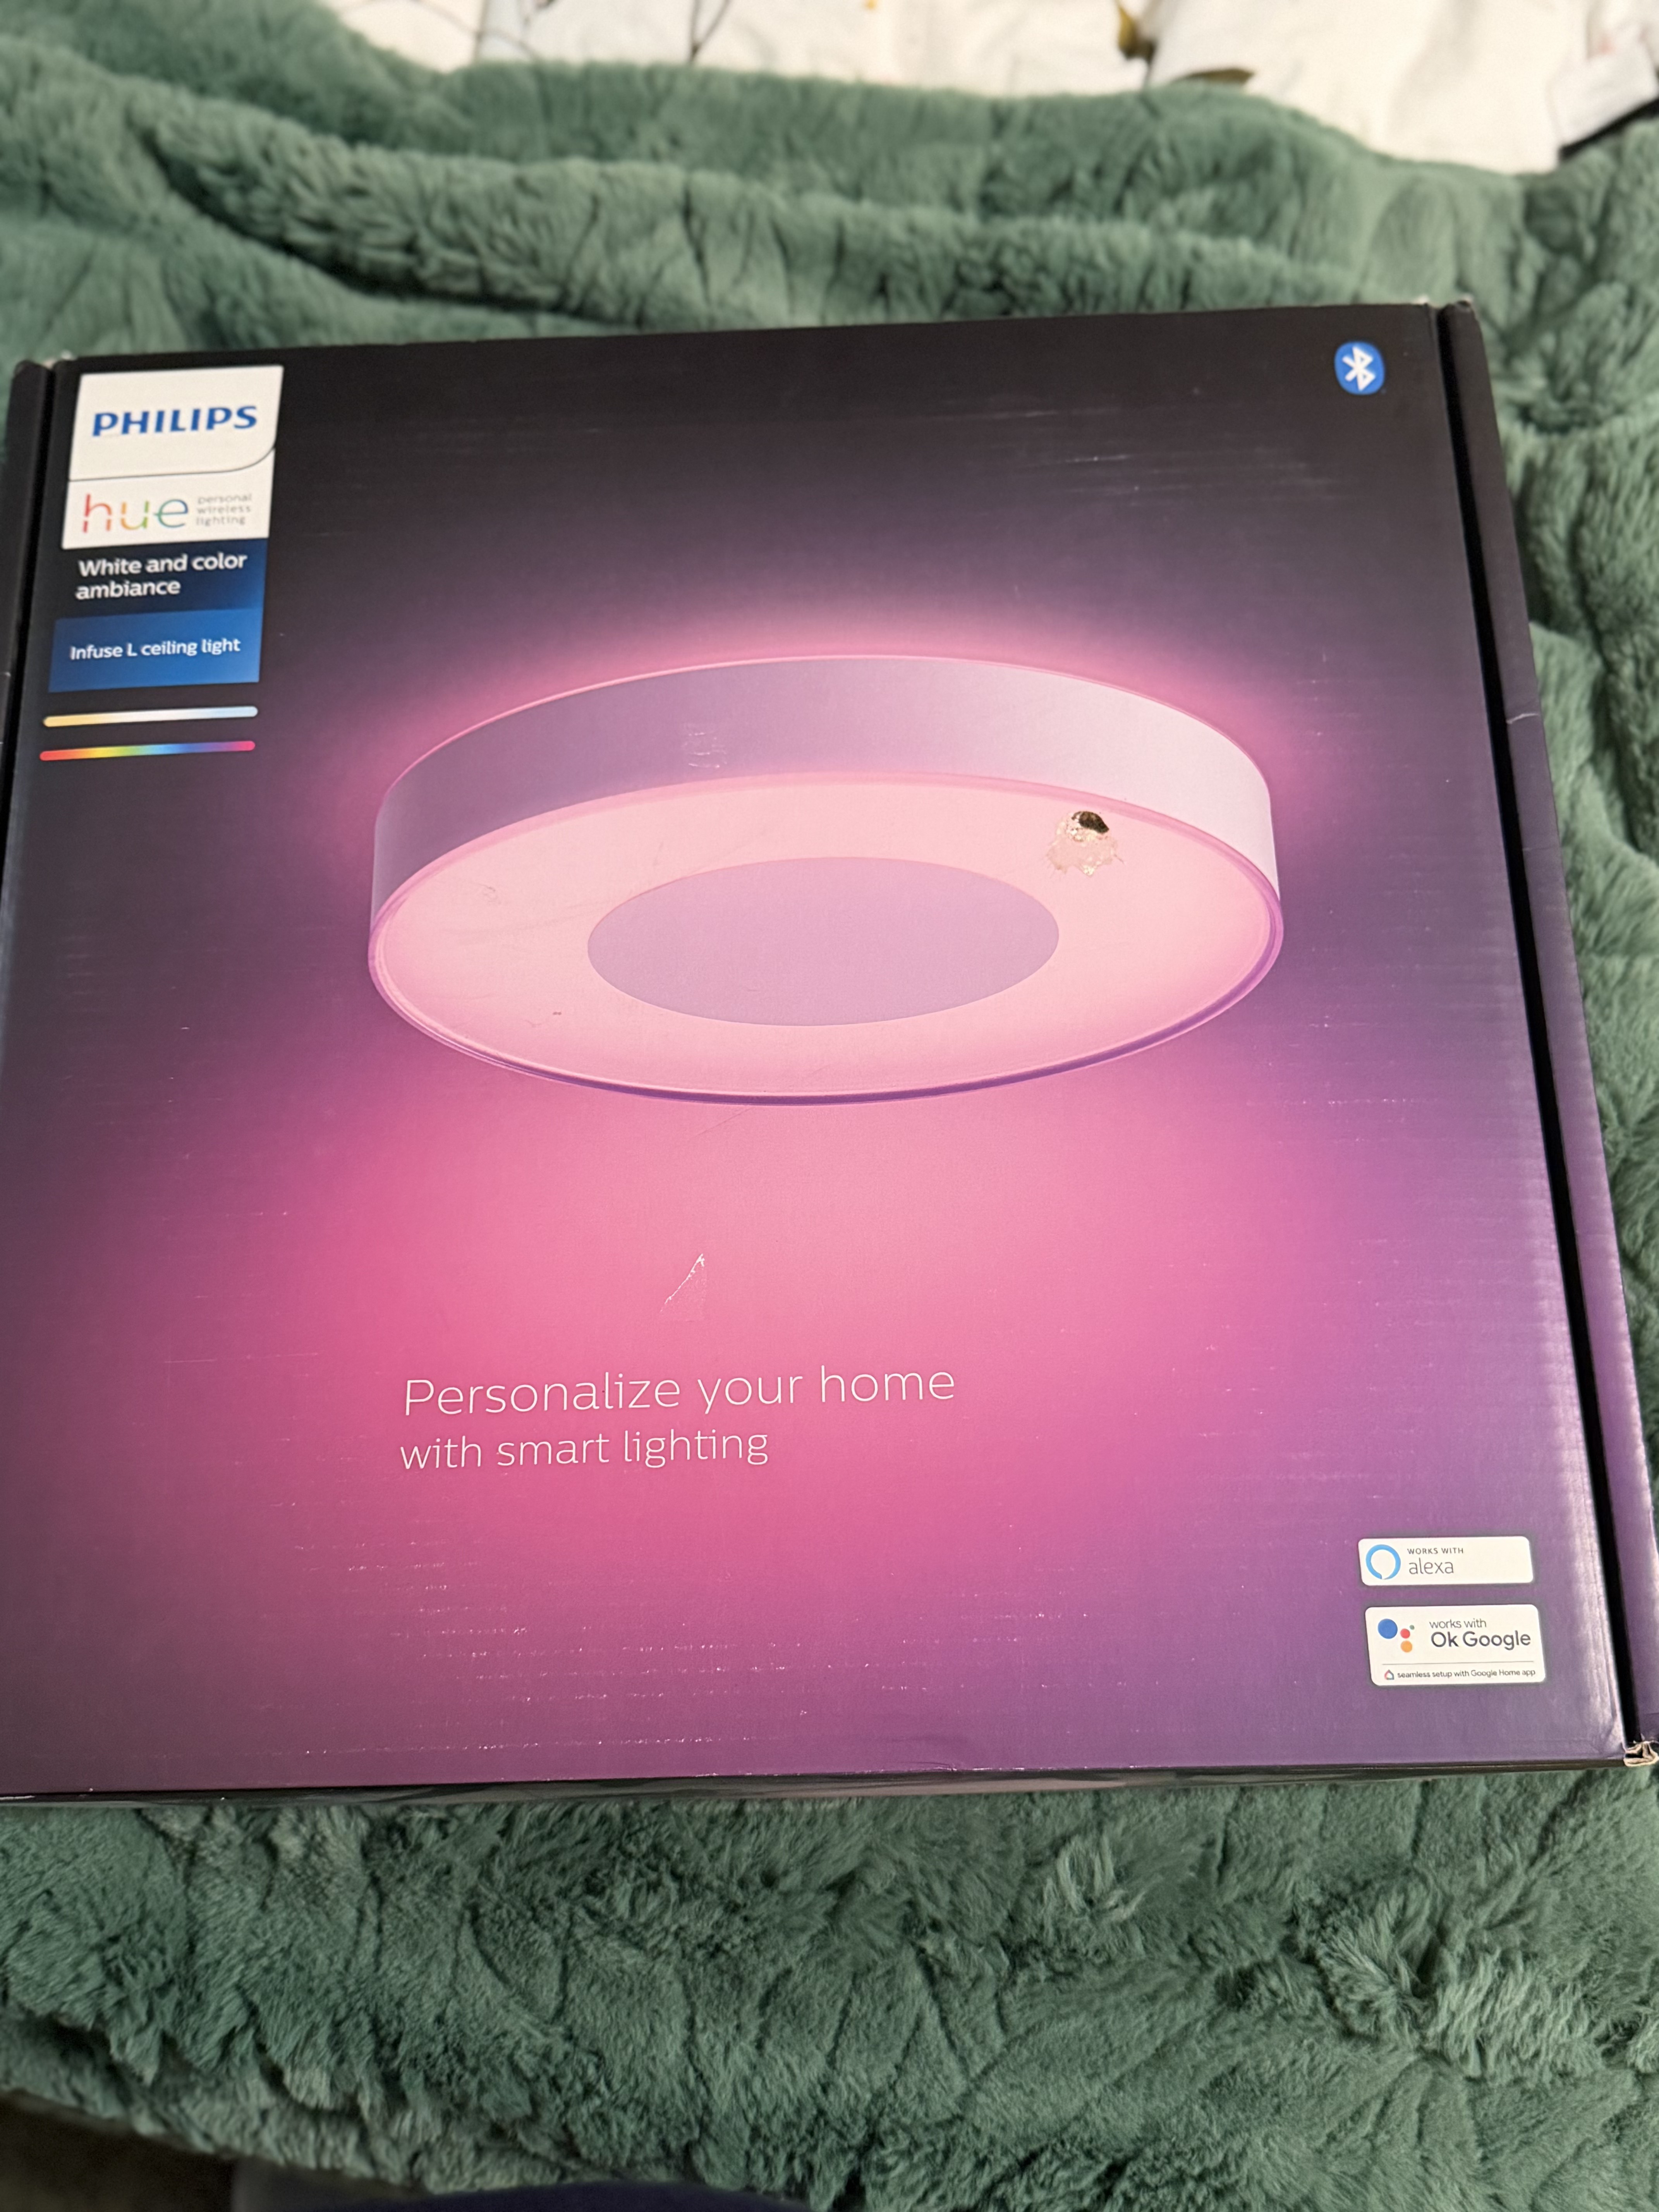 PHILIPS
hue personal
wireless
lighting
White and color
ambiance
Infuse L ceiling light
Personalize your home
with smart lighting
WORKS WITH
alexa
works with
Ok Google
seamless setup with Google Home app